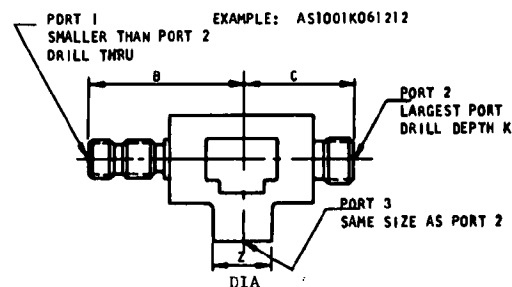 PORT 1
SMALLER THAN PORT 2
DRILL THRU
EXAMPLE: AS1001K061212
B
C
PORT 2
LARGEST PORT
DRILL DEPTH K
PORT 3
SAME SIZE AS PORT 2
Z
DIA